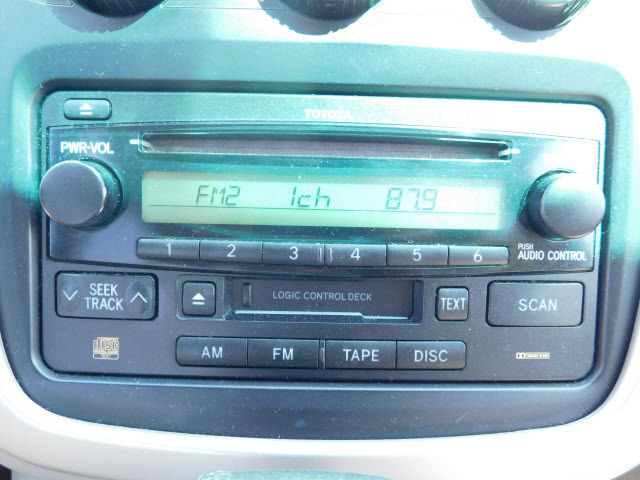 TOYOTA
PWR-VOL
FM2 1ch 87.9
1 2 3 4 5 6
PUSH
AUDIO CONTROL
SEEK
TRACK
LOGIC CONTROL DECK
TEXT
SCAN
AM FM TAPE DISC